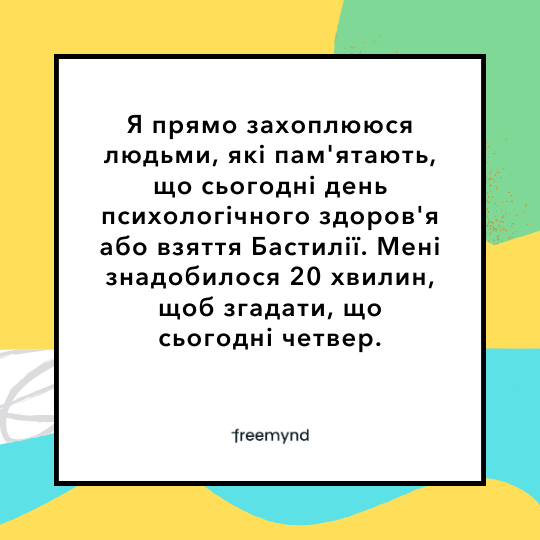 Я прямо захоплююся
людьми, які пам'ятають,
що сьогодні день
психологічного здоров'я
або взяття Бастилії. Мені
знадобилося 20 хвилин,
щоб згадати, що
сьогодні четвер.
freemynd